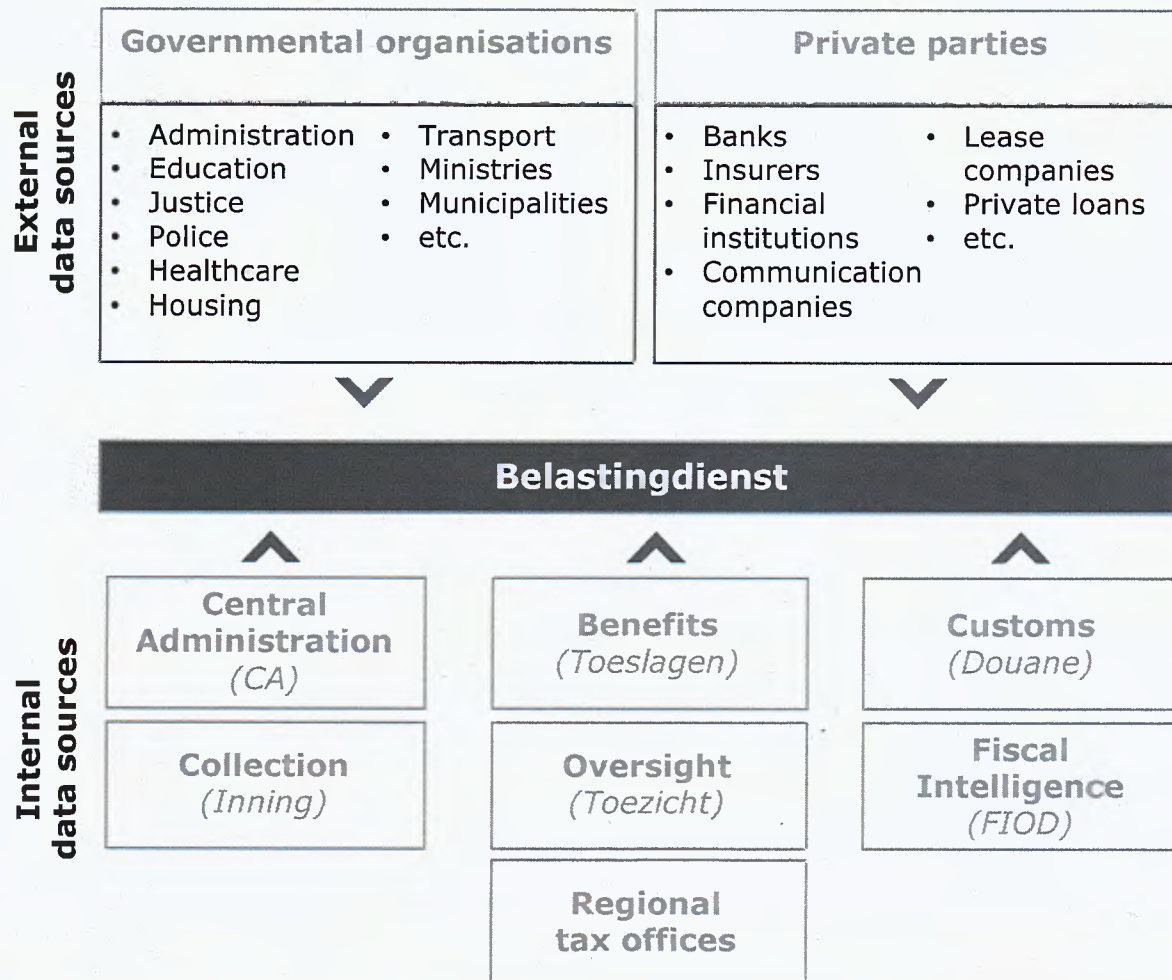 External
data sources
Governmental organisations
• Administration
• Education
• Justice
• Police
• Healthcare
• Housing
• Transport
• Ministries
• Municipalities
• etc.
Private parties
• Banks
• Insurers
• Financial
institutions
• Communication
companies
• Lease
companies
• Private loans
• etc.
Belastingdienst
Internal
data sources
Central
Administration
(CA)
Benefits
(Toeslagen)
Customs
(Douane)
Collection
(Inning)
Oversight
(Toezicht)
Fiscal
Intelligence
(FIOD)
Regional
tax offices